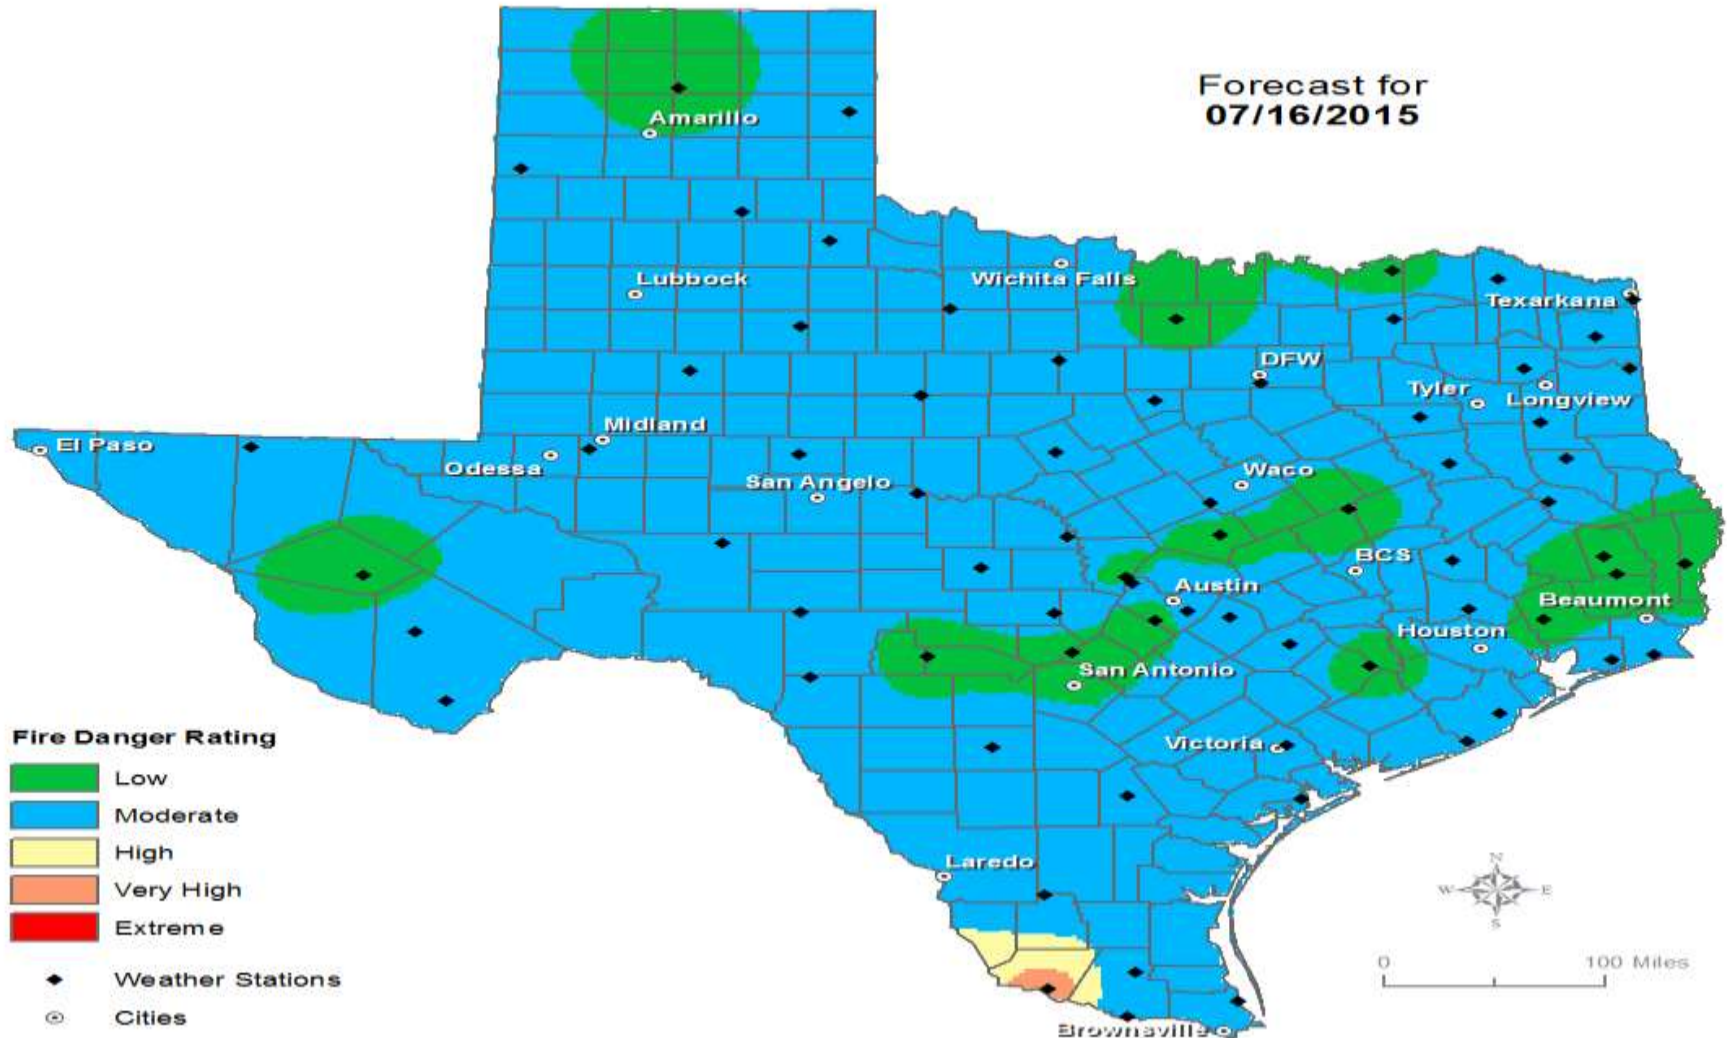 Forecast for
07/16/2015
Amarillo
Lubbock
Wichita Falls
Texarkana
DFW
Tyler
Longview
El Paso
Midland
Odessa
San Angelo
Waco
BCS
Austin
Beaumont
Houston
San Antonio
Victoria
Laredo
Brownsville
Fire Danger Rating
Low
Moderate
High
Very High
Extreme
Weather Stations
Cities
N
W E
S
0 100 Miles